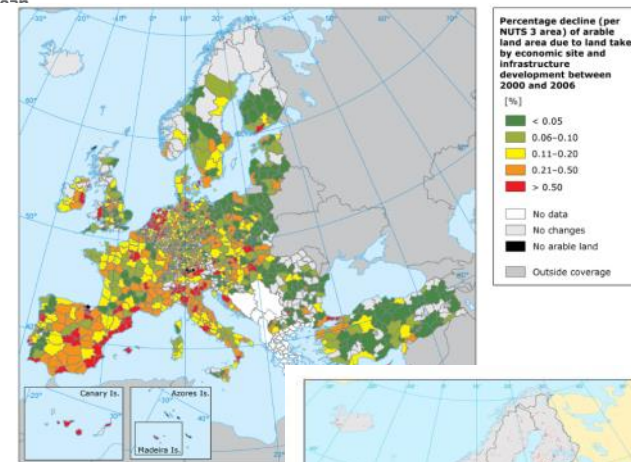 Percentage decline (per
NUTS 3 area) of arable
land area due to land take
by economic site and
infrastructure
development between
2000 and 2006
[%]
< 0.05
0.06–0.10
0.11–0.20
0.21–0.50
> 0.50
No data
No changes
No arable land
Outside coverage
Canary Is.
Azores Is.
Madeira Is.